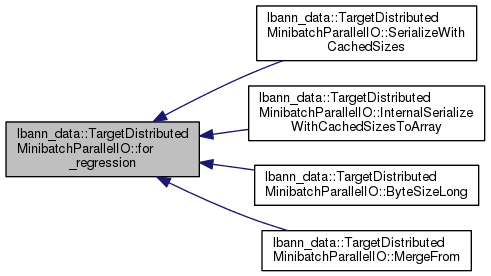 lbann_data::TargetDistributed
MinibatchParallelIO::for
_regression
lbann_data::TargetDistributed
MinibatchParallelIO::SerializeWith
CachedSizes
lbann_data::TargetDistributed
MinibatchParallelIO::InternalSerialize
WithCachedSizesToArray
lbann_data::TargetDistributed
MinibatchParallelIO::ByteSizeLong
lbann_data::TargetDistributed
MinibatchParallelIO::MergeFrom